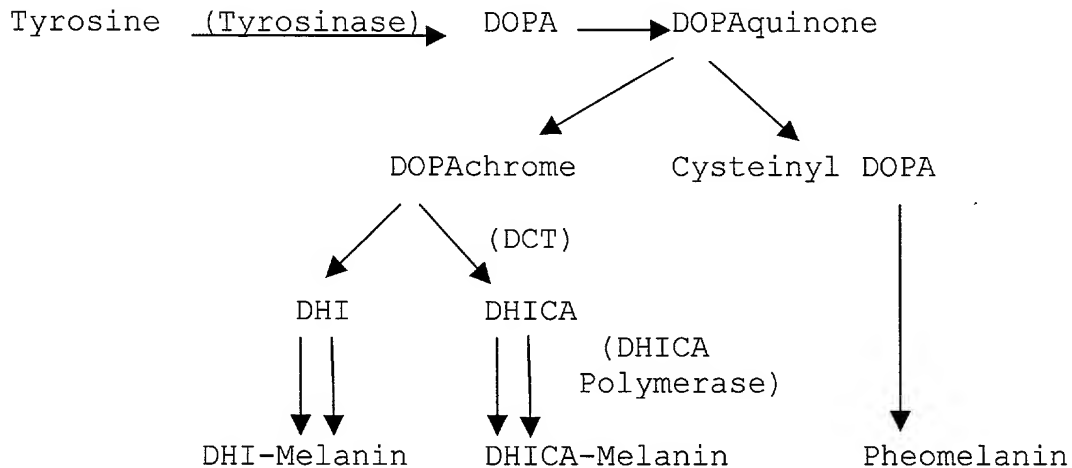 Tyrosine (Tyrosinase) DOPA DOPAquinone
DOPAchrome Cysteinyl DOPA
(DCT)
DHI DHICA
(DHICA
Polymerase)
DHI-Melanin DHICA-Melanin Pheomelanin